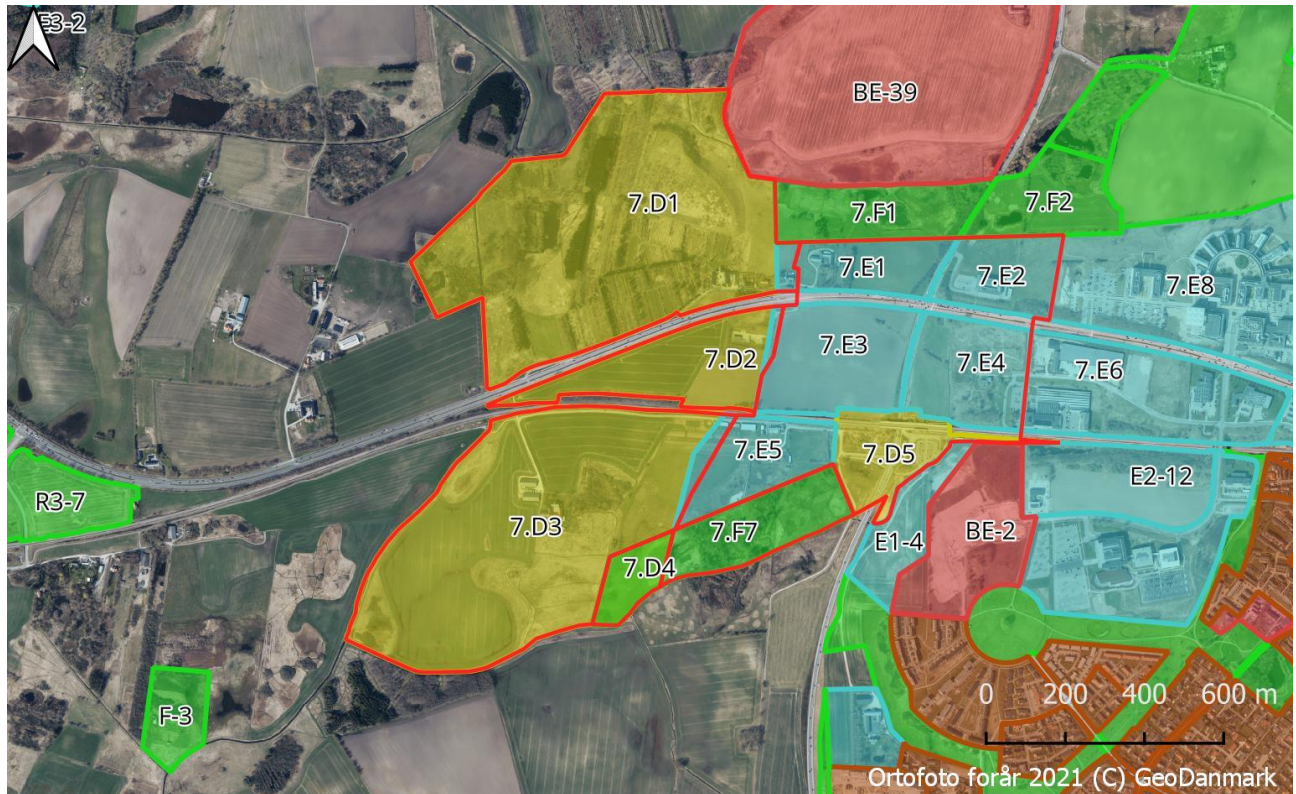 E3-2
BE-39
7.D1
7.F1
7.F2
7.E1
7.E2
7.E8
7.D2
7.E3
7.E4
7.E6
7.E5
7.D5
R3-7
7.D3
7.F7
E1-4
BE-2
E2-12
7.D4
F-3
0 200 400 600 m
Ortofoto forår 2021 (C) GeoDanmark